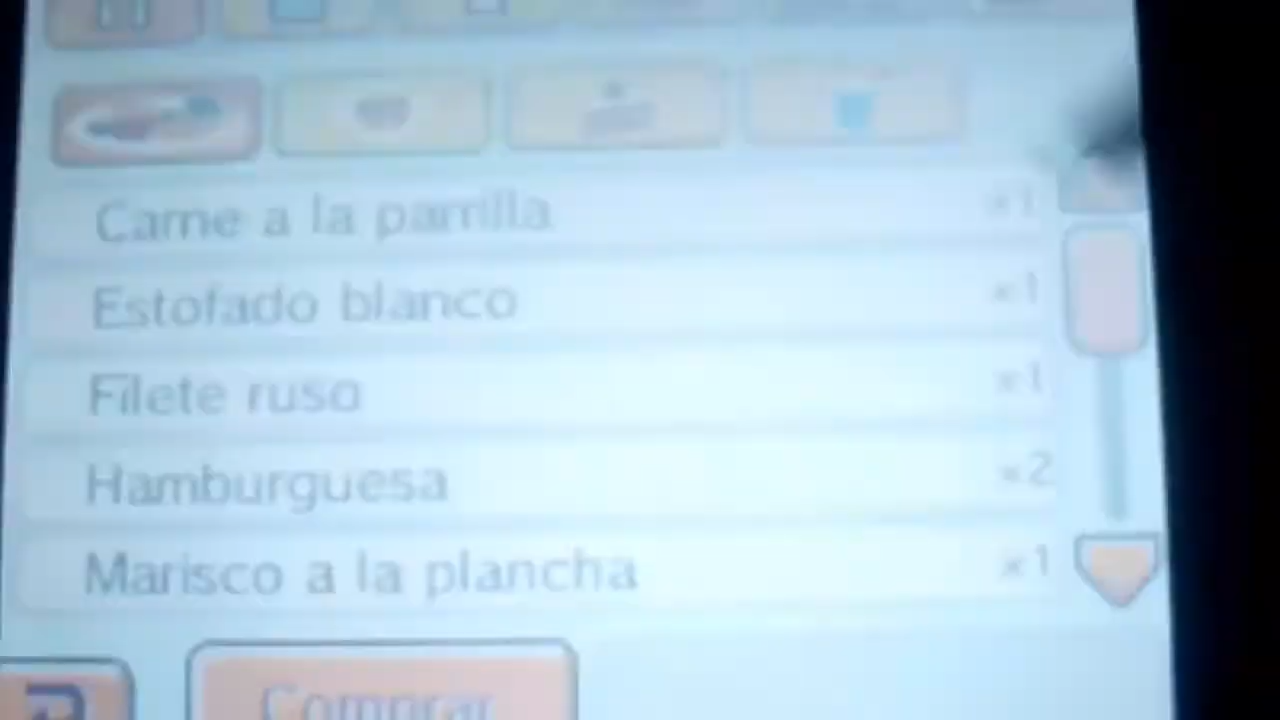 Carne a la parrilla x1
Estofado blanco x1
Filete ruso x1
Hamburguesa x2
Marisco a la plancha x1
Comprar